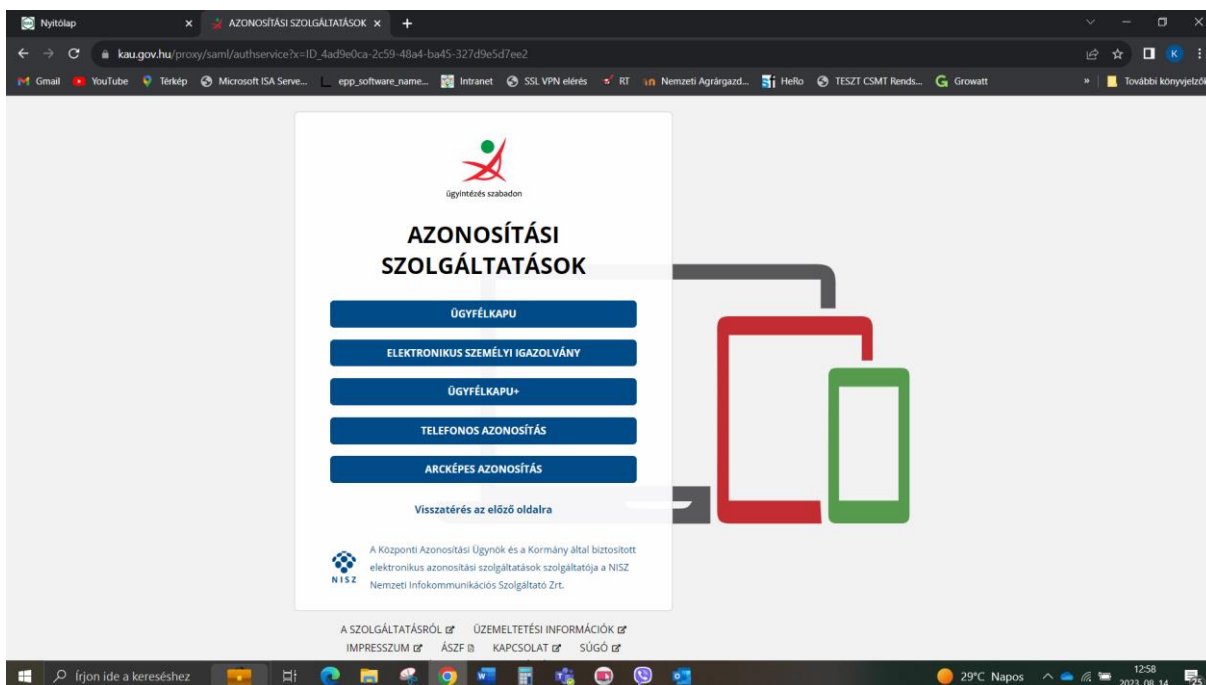 Nyitólap
AZONOSÍTÁSI SZOLGÁLTATÁSOK
kau.gov.hu/proxy/saml/authservice?x=ID_4ad9e0ca-2c59-48a4-ba45-327d9e5d7ee2
K
Gmail YouTube Térkép Microsoft ISA Serve... epp_software_name... Intranet SSL VPN elérés RT Nemzeti Agrárgazd... HeRo TESZT CSMT Rends... Growatt » További könyvjelzők
ügyintézés szabadon
AZONOSÍTÁSI
SZOLGÁLTATÁSOK
ÜGYFÉLKAPU
ELEKTRONIKUS SZEMÉLYI IGAZOLVÁNY
ÜGYFÉLKAPU+
TELEFONOS AZONOSÍTÁS
ARCKÉPES AZONOSÍTÁS
Visszatérés az előző oldalra
NISZ
A Központi Azonosítási Ügynök és a Kormány által biztosított
elektronikus azonosítási szolgáltatások szolgáltatója a NISZ
Nemzeti Infokommunikációs Szolgáltató Zrt.
A SZOLGÁLTATÁSRÓL ÜZEMELTETÉSI INFORMÁCIÓK
IMPRESSZUM ÁSZF KAPCSOLAT SÚGÓ
Írjon ide a kereséshez
29°C Napos
12:58
2023. 08. 14.
25